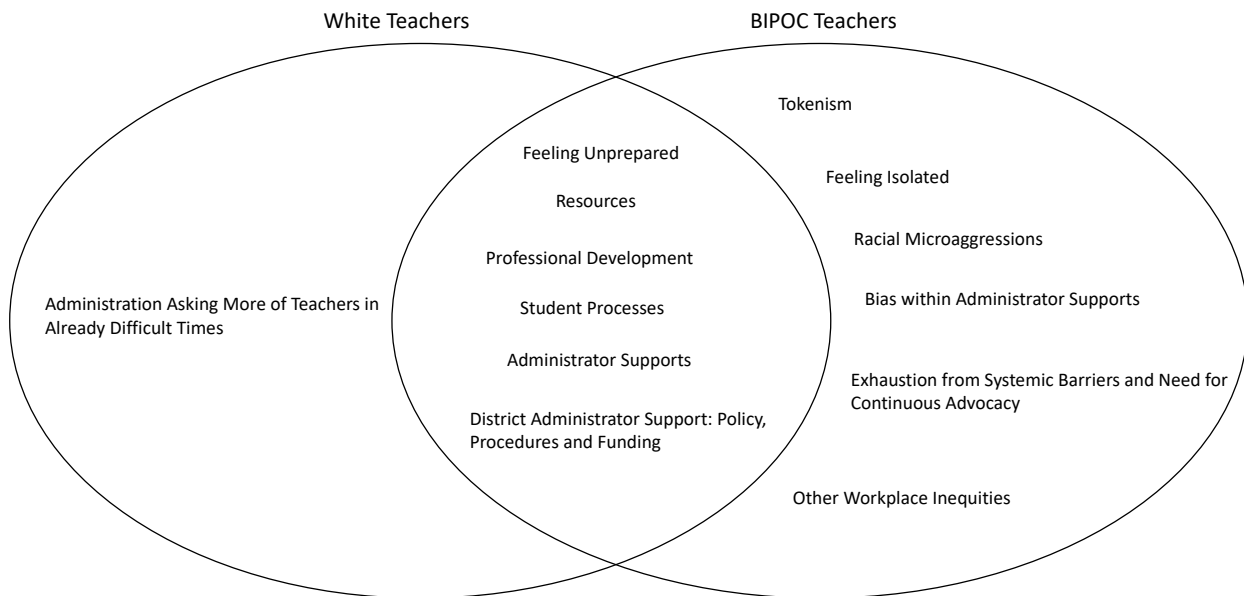 White Teachers
BIPOC Teachers
Tokenism
Feeling Unprepared
Feeling Isolated
Resources
Racial Microaggressions
Professional Development
Administration Asking More of Teachers in
Already Difficult Times
Student Processes
Bias within Administrator Supports
Administrator Supports
Exhaustion from Systemic Barriers and Need for
Continuous Advocacy
District Administrator Support: Policy,
Procedures and Funding
Other Workplace Inequities